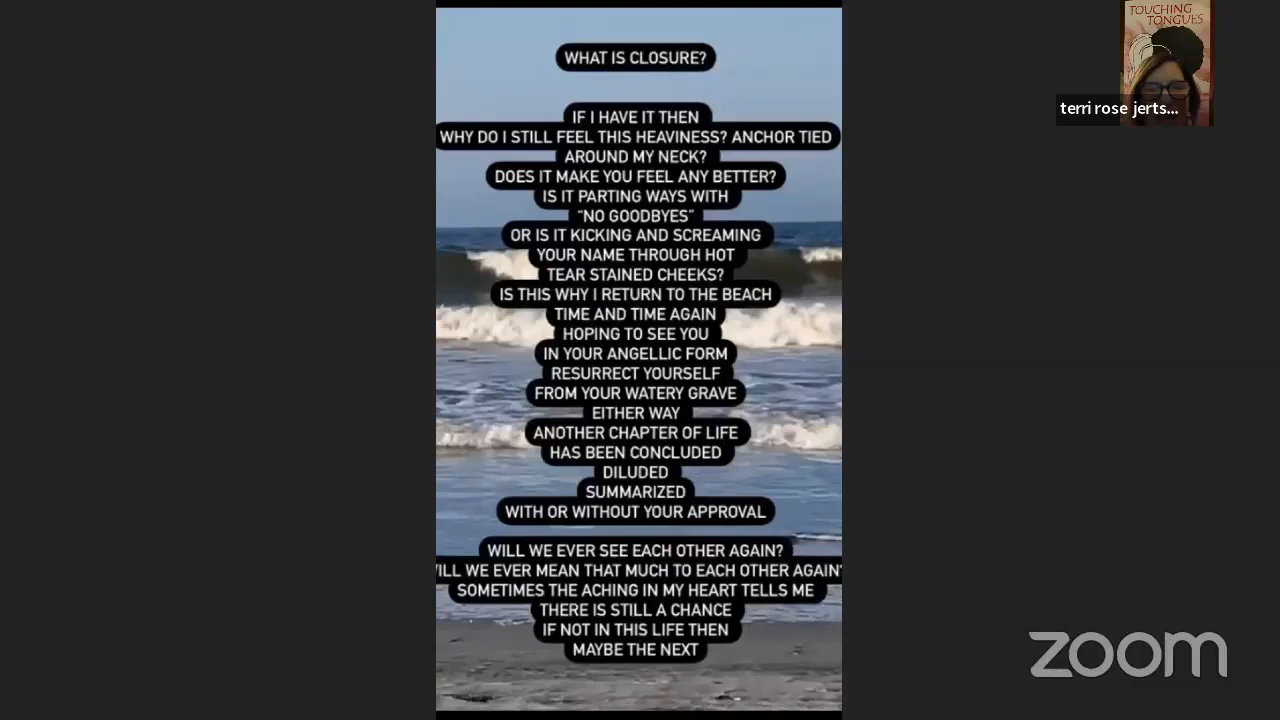 TOUCHING
TONGUES
terri rose jerts...
WHAT IS CLOSURE?
IF I HAVE IT THEN
WHY DO I STILL FEEL THIS HEAVINESS? ANCHOR TIED
AROUND MY NECK?
DOES IT MAKE YOU FEEL ANY BETTER?
IS IT PARTING WAYS WITH
"NO GOODBYES"
OR IS IT KICKING AND SCREAMING
YOUR NAME THROUGH HOT
TEAR STAINED CHEEKS?
IS THIS WHY I RETURN TO THE BEACH
TIME AND TIME AGAIN
HOPING TO SEE YOU
IN YOUR ANGELLIC FORM
RESURRECT YOURSELF
FROM YOUR WATERY GRAVE
EITHER WAY
ANOTHER CHAPTER OF LIFE
HAS BEEN CONCLUDED
DILUDED
SUMMARIZED
WITH OR WITHOUT YOUR APPROVAL
WILL WE EVER SEE EACH OTHER AGAIN?
WILL WE EVER MEAN THAT MUCH TO EACH OTHER AGAIN?
SOMETIMES THE ACHING IN MY HEART TELLS ME
THERE IS STILL A CHANCE
IF NOT IN THIS LIFE THEN
MAYBE THE NEXT
zoom